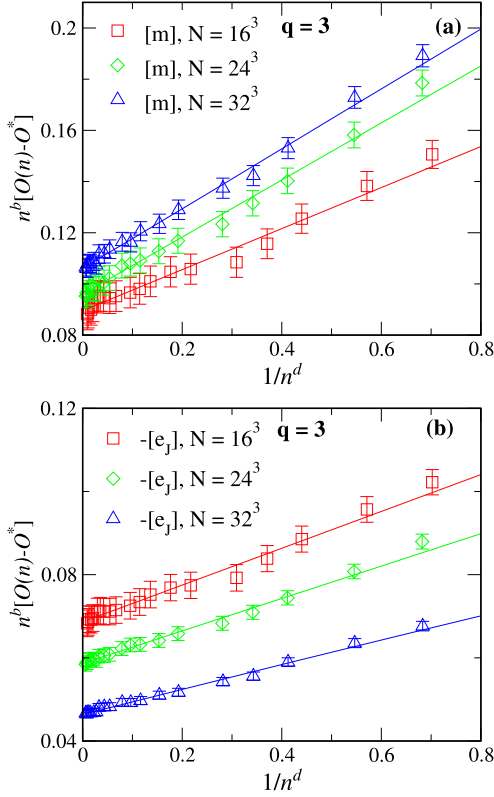 0.2
0.16
0.12
0.08
n^b[O(n)-O^*]
[m], N = 16^3
[m], N = 24^3
[m], N = 32^3
q = 3
(a)
0 0.2 0.4 0.6 0.8
1/n^d
0.12
0.08
0.04
n^b[O(n)-O^*]
-[e_J], N = 16^3
-[e_J], N = 24^3
-[e_J], N = 32^3
q = 3
(b)
0 0.2 0.4 0.6 0.8
1/n^d